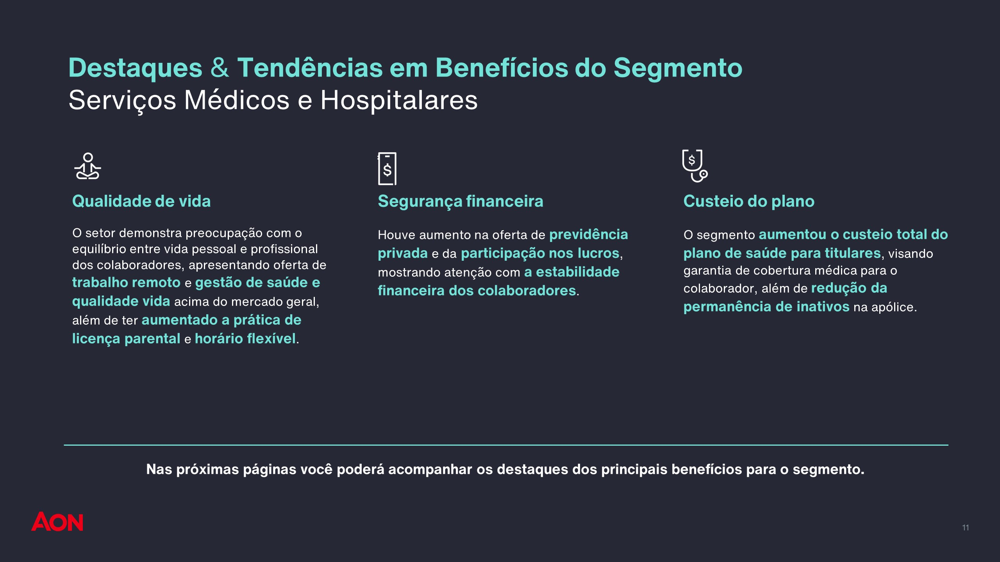 Destaques & Tendências em Benefícios do Segmento
Serviços Médicos e Hospitalares
Qualidade de vida
O setor demonstra preocupação com o
equilíbrio entre vida pessoal e profissional
dos colaboradores, apresentando oferta de
trabalho remoto e gestão de saúde e
qualidade vida acima do mercado geral,
além de ter aumentado a prática de
licença parental e horário flexível.
Segurança financeira
Houve aumento na oferta de previdência
privada e da participação nos lucros,
mostrando atenção com a estabilidade
financeira dos colaboradores.
Custeio do plano
O segmento aumentou o custeio total do
plano de saúde para titulares, visando
garantia de cobertura médica para o
colaborador, além de redução da
permanência de inativos na apólice.
Nas próximas páginas você poderá acompanhar os destaques dos principais benefícios para o segmento.
AON
11